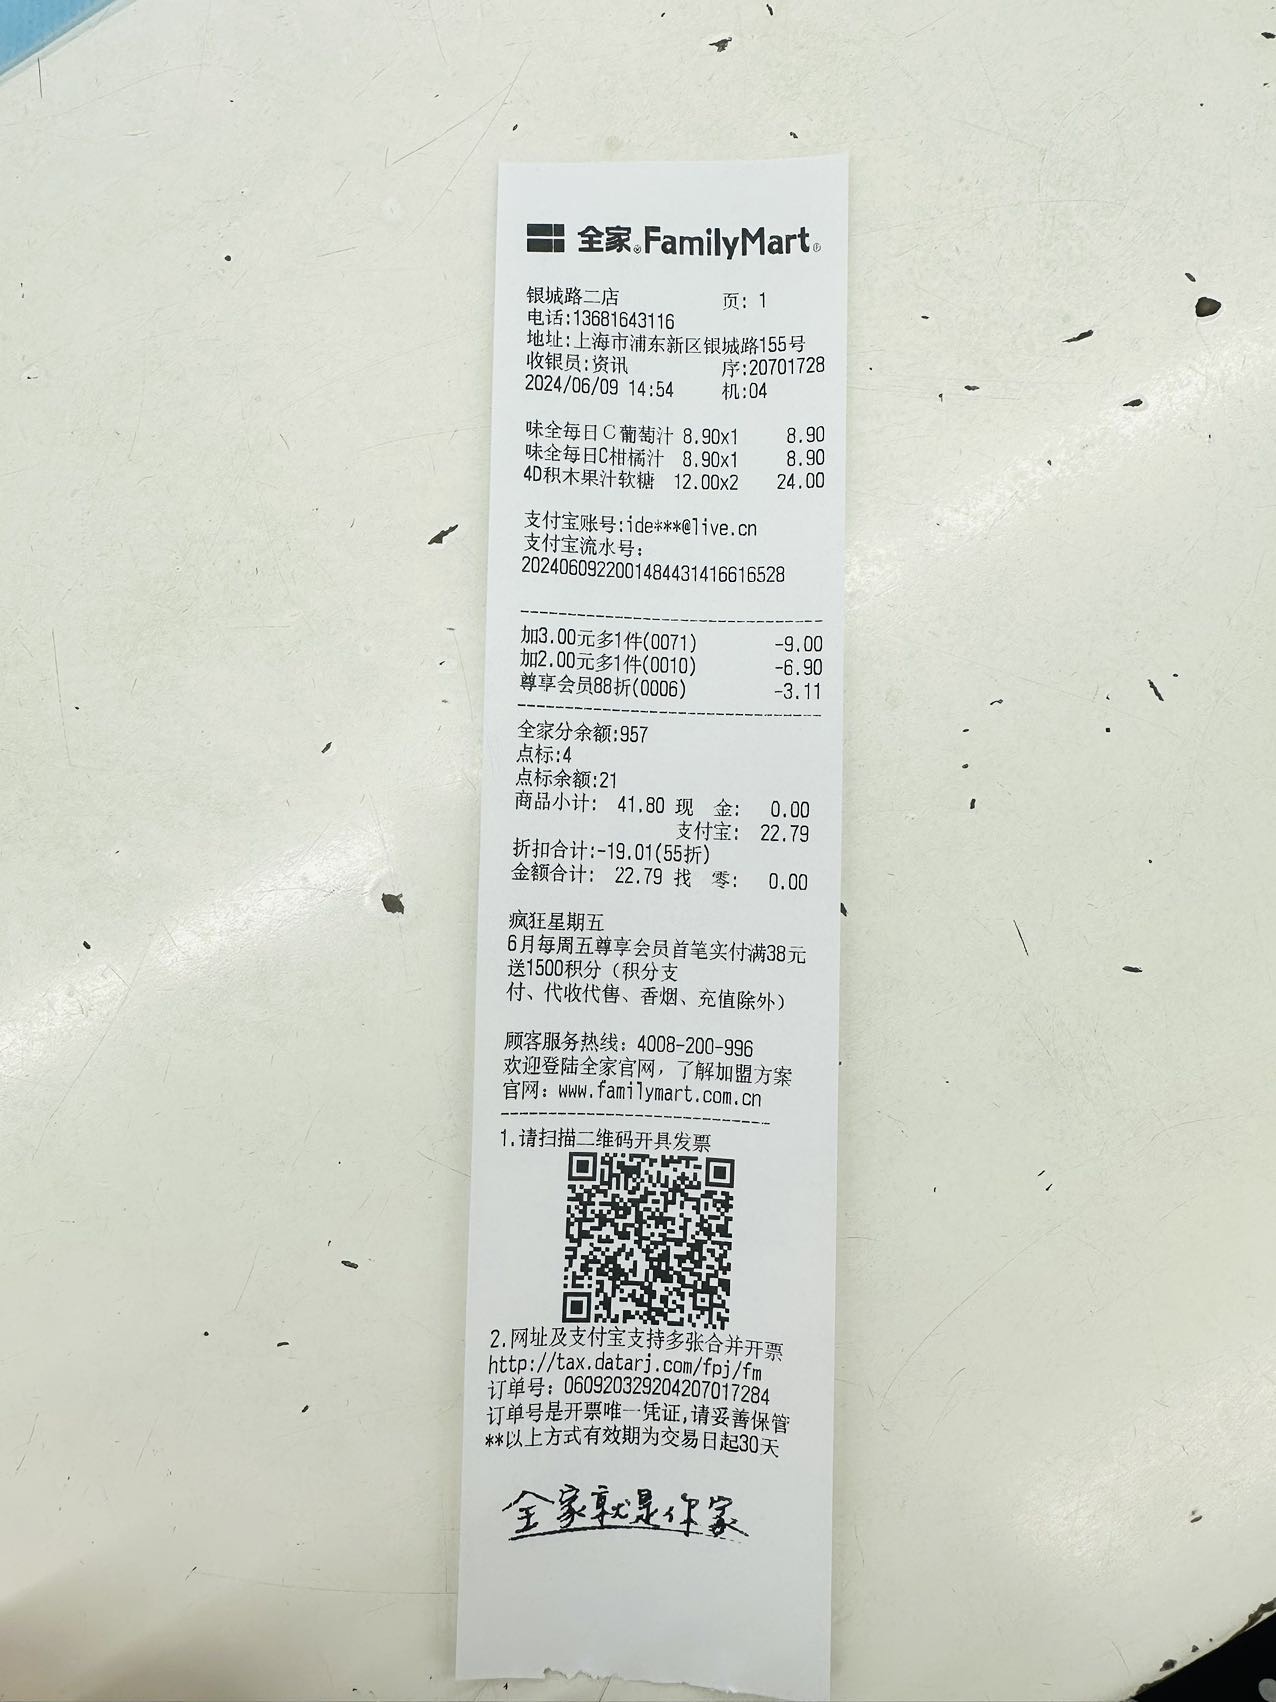 全家 FamilyMart
银城路二店 页: 1
电话:13681643116
地址:上海市浦东新区银城路155号
收银员:资讯 序:20701728
2024/06/09 14:54 机:04
味全每日C葡萄汁 8.90x1 8.90
味全每日C柑橘汁 8.90x1 8.90
4D积木果汁软糖 12.00x2 24.00
支付宝账号:ide***@live.cn
支付宝流水号:
2024060922001484431416616528
加3.00元多1件(0071) -9.00
加2.00元多1件(0010) -6.90
尊享会员88折(0006) -3.11
全家分余额:957
点标:4
点标余额:21
商品小计: 41.80 现 金: 0.00
支付宝: 22.79
折扣合计:-19.01(55折)
金额合计: 22.79 找 零: 0.00
疯狂星期五
6月每周五尊享会员首笔实付满38元
送1500积分（积分支
付、代收代售、香烟、充值除外）
顾客服务热线：4008-200-996
欢迎登陆全家官网，了解加盟方案
官网：www.familymart.com.cn
1.请扫描二维码开具发票
2.网址及支付宝支持多张合并开票
http://tax.datarj.com/fpj/fm
订单号：060920329204207017284
订单号是开票唯一凭证,请妥善保管
**以上方式有效期为交易日起30天
全家就是你家